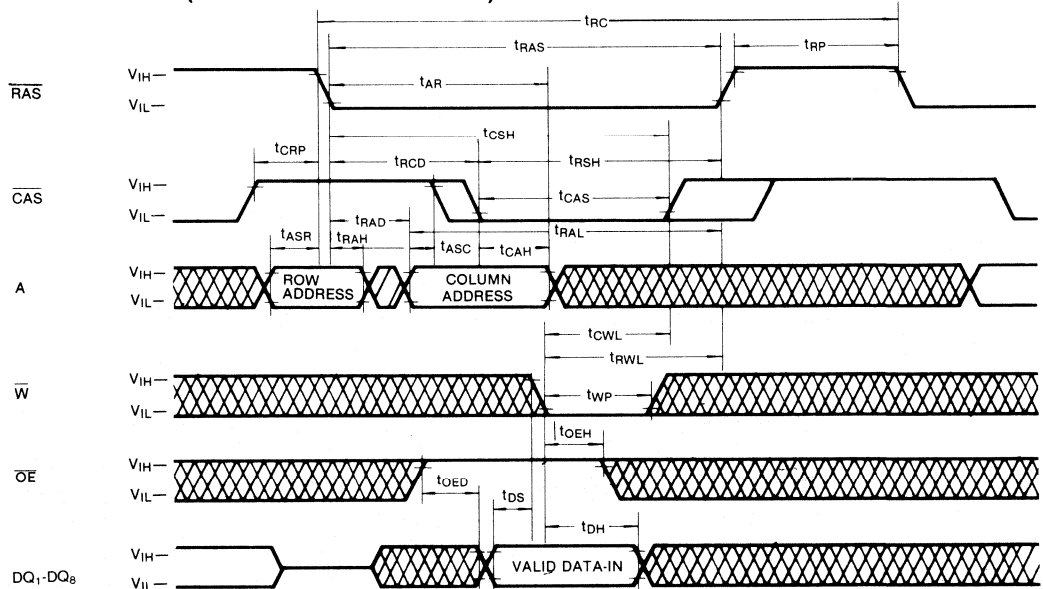 tRC
tRAS
tRP
tAR
RAS
VIH
VIL
tCSH
tCRP
tRCD
tRSH
CAS
VIH
VIL
tCAS
tRAD
tRAL
tASR
tRAH
tASC
tCAH
A
VIH
VIL
ROW
ADDRESS
COLUMN
ADDRESS
tCWL
tRWL
W
VIH
VIL
tWP
tOEH
OE
VIH
VIL
tOED
tDS
tDH
DQ1-DQ8
VIH
VIL
VALID DATA-IN